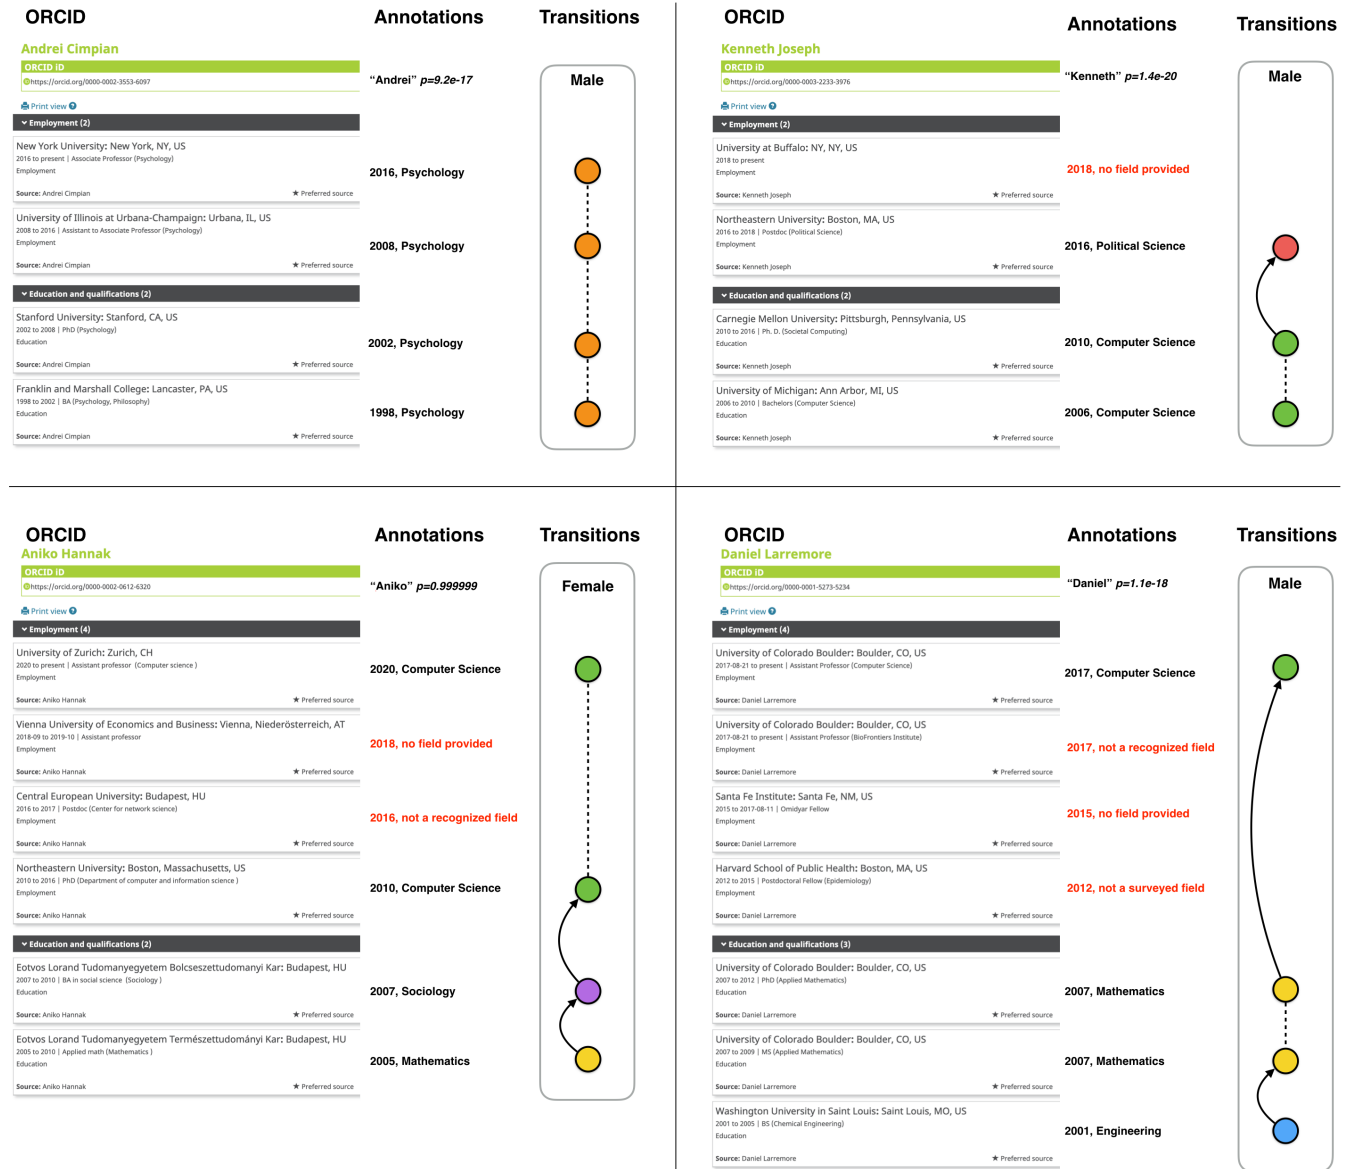 ORCID
Annotations
Transitions
Andrei Cimpian
ORCID iD
https://orcid.org/0000-0002-3553-6097
"Andrei" p=9.2e-17
Male
Print view
Employment (2)
New York University: New York, NY, US
2016 to present | Associate Professor (Psychology)
Employment
2016, Psychology
Source: Andrei Cimpian ★ Preferred source
University of Illinois at Urbana-Champaign: Urbana, IL, US
2008 to 2016 | Assistant to Associate Professor (Psychology)
Employment
2008, Psychology
Source: Andrei Cimpian ★ Preferred source
Education and qualifications (2)
Stanford University: Stanford, CA, US
2002 to 2008 | PhD (Psychology)
Education
2002, Psychology
Source: Andrei Cimpian ★ Preferred source
Franklin and Marshall College: Lancaster, PA, US
1998 to 2002 | BA (Psychology, Philosophy)
Education
1998, Psychology
Source: Andrei Cimpian ★ Preferred source
ORCID
Annotations
Transitions
Kenneth Joseph
ORCID iD
https://orcid.org/0000-0003-2233-3976
"Kenneth" p=1.4e-20
Male
Print view
Employment (2)
University at Buffalo: NY, NY, US
2018 to present
Employment
2018, no field provided
Source: Kenneth Joseph ★ Preferred source
Northeastern University: Boston, MA, US
2016 to 2018 | Postdoc (Political Science)
Employment
2016, Political Science
Source: Kenneth Joseph ★ Preferred source
Education and qualifications (2)
Carnegie Mellon University: Pittsburgh, Pennsylvania, US
2010 to 2016 | Ph. D. (Societal Computing)
Education
2010, Computer Science
Source: Kenneth Joseph ★ Preferred source
University of Michigan: Ann Arbor, MI, US
2006 to 2010 | Bachelors (Computer Science)
Education
2006, Computer Science
Source: Kenneth Joseph ★ Preferred source
ORCID
Annotations
Transitions
Aniko Hannak
ORCID iD
https://orcid.org/0000-0002-0612-6320
"Aniko" p=0.999999
Female
Print view
Employment (4)
University of Zurich: Zurich, CH
2020 to present | Assistant professor (Computer science )
Employment
2020, Computer Science
Source: Aniko Hannak ★ Preferred source
Vienna University of Economics and Business: Vienna, Niederösterreich, AT
2018-09 to 2019-10 | Assistant professor
Employment
2018, no field provided
Source: Aniko Hannak ★ Preferred source
Central European University: Budapest, HU
2016 to 2017 | Postdoc (Center for network science)
Employment
2016, not a recognized field
Source: Aniko Hannak ★ Preferred source
Northeastern University: Boston, Massachusetts, US
2010 to 2016 | PhD (Department of computer and information science )
Employment
2010, Computer Science
Source: Aniko Hannak ★ Preferred source
Education and qualifications (2)
Eotvos Lorand Tudomanyegyetem Bolcseszettudomanyi Kar: Budapest, HU
2007 to 2010 | BA in social science (Sociology )
Education
2007, Sociology
Source: Aniko Hannak ★ Preferred source
Eotvos Lorand Tudomanyegyetem Természettudományi Kar: Budapest, HU
2005 to 2010 | Applied math (Mathematics )
Education
2005, Mathematics
Source: Aniko Hannak ★ Preferred source
ORCID
Annotations
Transitions
Daniel Larremore
ORCID iD
https://orcid.org/0000-0001-5273-5234
"Daniel" p=1.1e-18
Male
Print view
Employment (4)
University of Colorado Boulder: Boulder, CO, US
2017-08-21 to present | Assistant Professor (Computer Science)
Employment
2017, Computer Science
Source: Daniel Larremore ★ Preferred source
University of Colorado Boulder: Boulder, CO, US
2017-08-21 to present | Assistant Professor (BioFrontiers Institute)
Employment
2017, not a recognized field
Source: Daniel Larremore ★ Preferred source
Santa Fe Institute: Santa Fe, NM, US
2015 to 2017-08-11 | Omidyar Fellow
Employment
2015, no field provided
Source: Daniel Larremore ★ Preferred source
Harvard School of Public Health: Boston, MA, US
2012 to 2015 | Postdoctoral Fellow (Epidemiology)
Employment
2012, not a surveyed field
Source: Daniel Larremore ★ Preferred source
Education and qualifications (3)
University of Colorado Boulder: Boulder, CO, US
2007 to 2012 | PhD (Applied Mathematics)
Education
2007, Mathematics
Source: Daniel Larremore ★ Preferred source
University of Colorado Boulder: Boulder, CO, US
2007 to 2009 | MS (Applied Mathematics)
Education
2007, Mathematics
Source: Daniel Larremore ★ Preferred source
Washington University in Saint Louis: Saint Louis, MO, US
2001 to 2005 | BS (Chemical Engineering)
Education
2001, Engineering
Source: Daniel Larremore ★ Preferred source